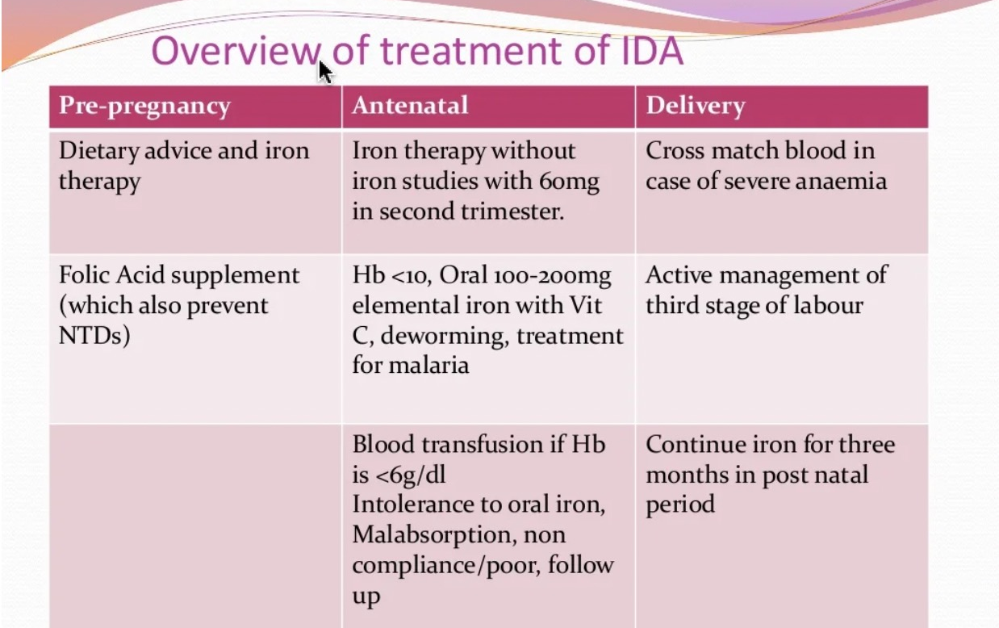 Overview of treatment of IDA
Pre-pregnancy
Antenatal
Delivery
Dietary advice and iron
therapy
Iron therapy without
iron studies with 60mg
in second trimester.
Cross match blood in
case of severe anaemia
Folic Acid supplement
(which also prevent
NTDs)
Hb <10, Oral 100-200mg
elemental iron with Vit
C, deworming, treatment
for malaria
Active management of
third stage of labour
Blood transfusion if Hb
is <6g/dl
Intolerance to oral iron,
Malabsorption, non
compliance/poor, follow
up
Continue iron for three
months in post natal
period